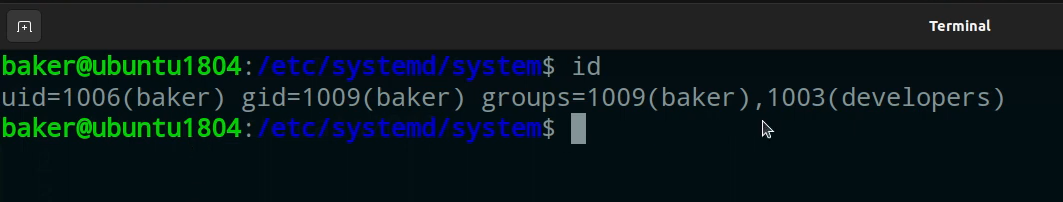 Terminal
baker@ubuntu1804:/etc/systemd/system$ id
uid=1006(baker) gid=1009(baker) groups=1009(baker),1003(developers)
baker@ubuntu1804:/etc/systemd/system$